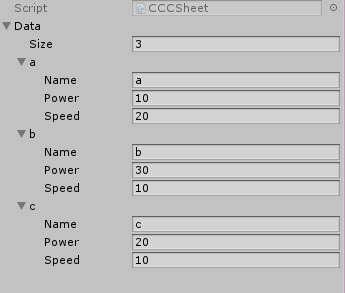 Script CCCSheet
Data
Size 3
a
Name a
Power 10
Speed 20
b
Name b
Power 30
Speed 10
c
Name c
Power 20
Speed 10